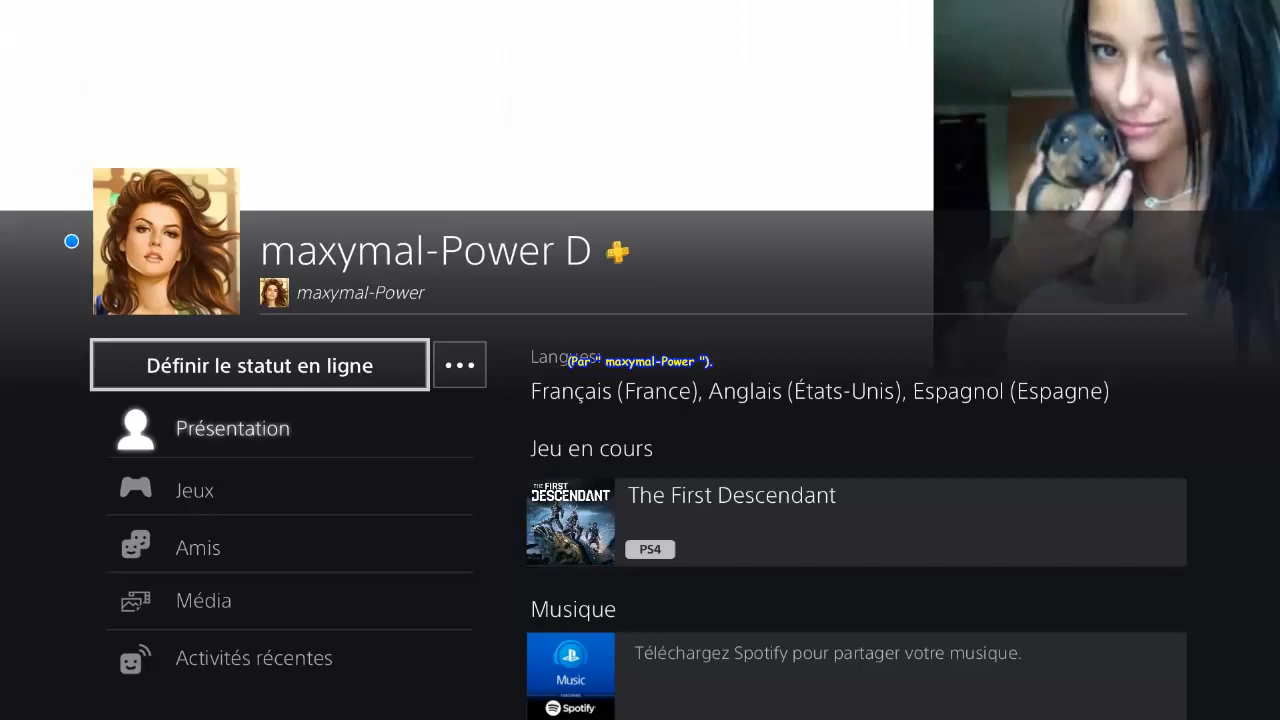 maxymal-Power D
maxymal-Power
Définir le statut en ligne
Présentation
Jeux
Amis
Média
Activités récentes
Langues
(Par " maxymal-Power ").
Français (France), Anglais (États-Unis), Espagnol (Espagne)
Jeu en cours
THE FIRST
DESCENDANT
The First Descendant
PS4
Musique
Téléchargez Spotify pour partager votre musique.
Music
Spotify